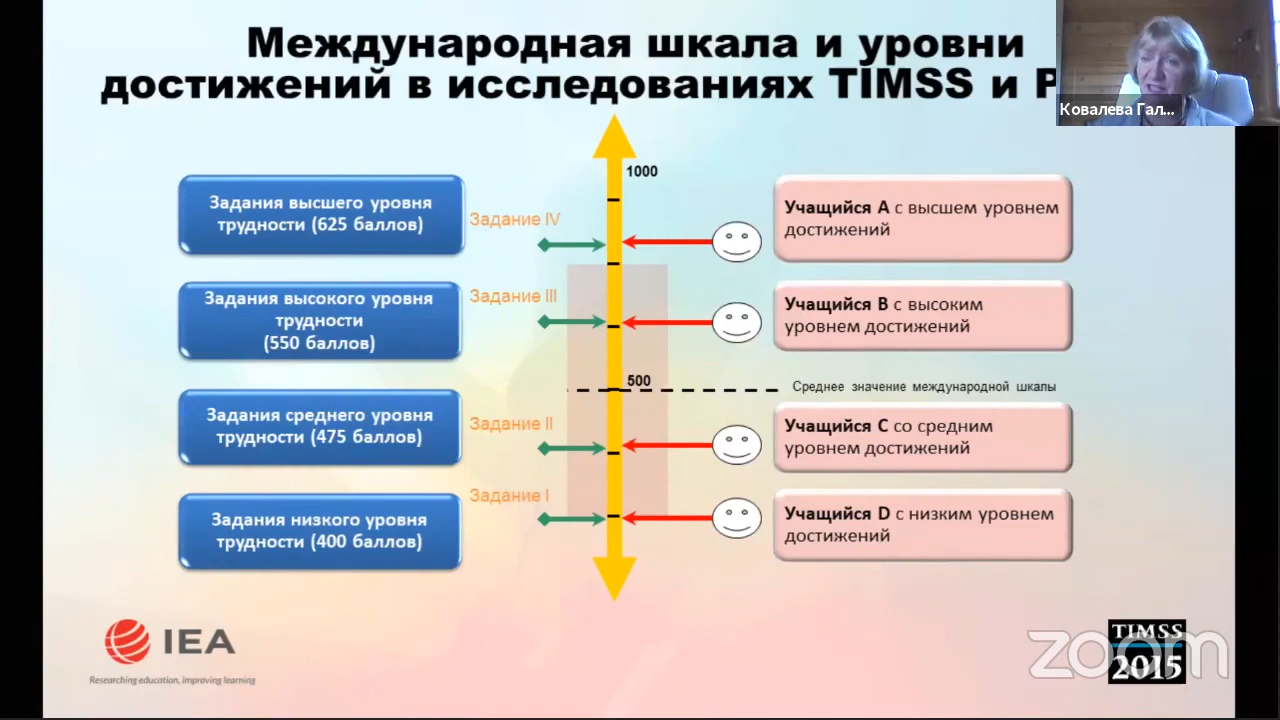 Международная шкала и уровни
достижений в исследованиях TIMSS и
Ковалева Гал...
1000
Задания высшего уровня
трудности (625 баллов)
Задание IV
Учащийся A с высшем уровнем
достижений
Задания высокого уровня
трудности
(550 баллов)
Задание III
Учащийся B с высоким
уровнем достижений
500
Среднее значение международной шкалы
Задания среднего уровня
трудности (475 баллов)
Задание II
Учащийся C со средним
уровнем достижений
Задания низкого уровня
трудности (400 баллов)
Задание I
Учащийся D с низким уровнем
достижений
IEA
Researching education, improving learning
TIMSS
2015
zoom